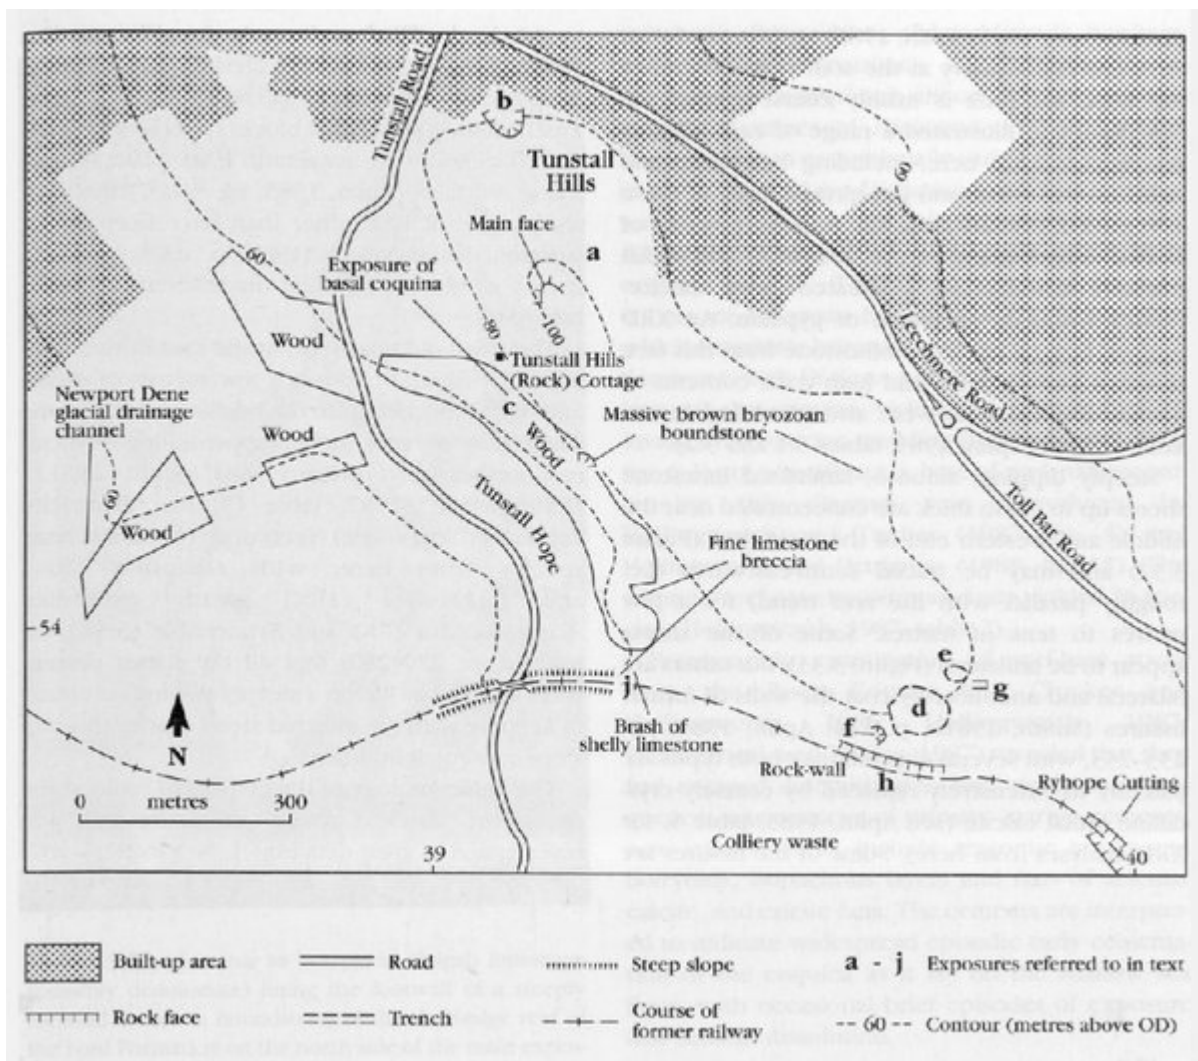 Tunstall Road
b
Tunstall
Hills
60
Main face
a
60
Exposure of
basal coquina
Leechmere Road
Wood
80
100
Tunstall Hills
(Rock) Cottage
Newport Dene
glacial drainage
channel
c
Massive brown bryozoan
boundstone
Wood
Wood
60
Wood
Tunstall Hope
Toll Bar Road
Fine limestone
breccia
54
e
j
g
d
Brash of
shelly limestone
f
N
Rock-wall
h
Ryhope Cutting
0 metres 300
Colliery waste
39
40
Built-up area
Road
Steep slope
a - j Exposures referred to in text
Rock face
Trench
Course of
former railway
60 Contour (metres above OD)